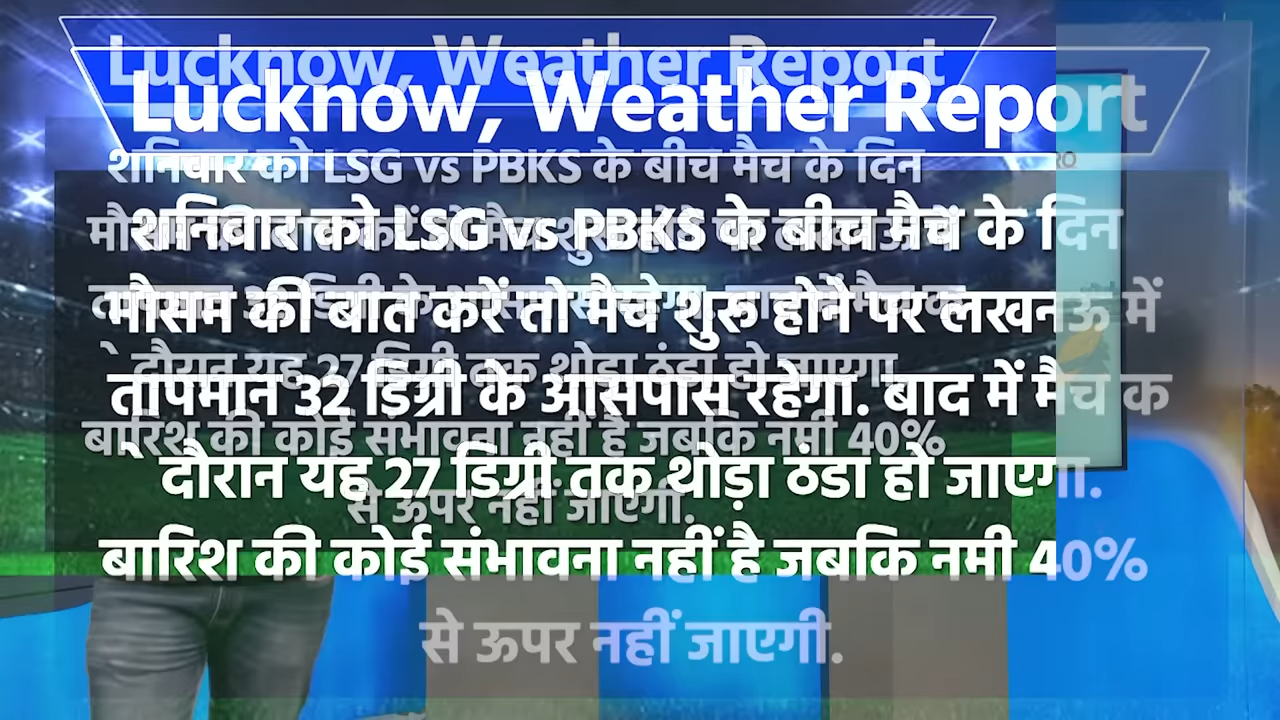 Lucknow, Weather Report
शनिवार को LSG vs PBKS के बीच मैच के दिन
मौसम की बात करें तो मैच शुरू होने पर लखनऊ में
तापमान 32 डिग्री के आसपास रहेगा. बाद में मैच क
े दौरान यह 27 डिग्री तक थोड़ा ठंडा हो जाएगा.
बारिश की कोई संभावना नहीं है जबकि नमी 40%
से ऊपर नहीं जाएगी.
RO